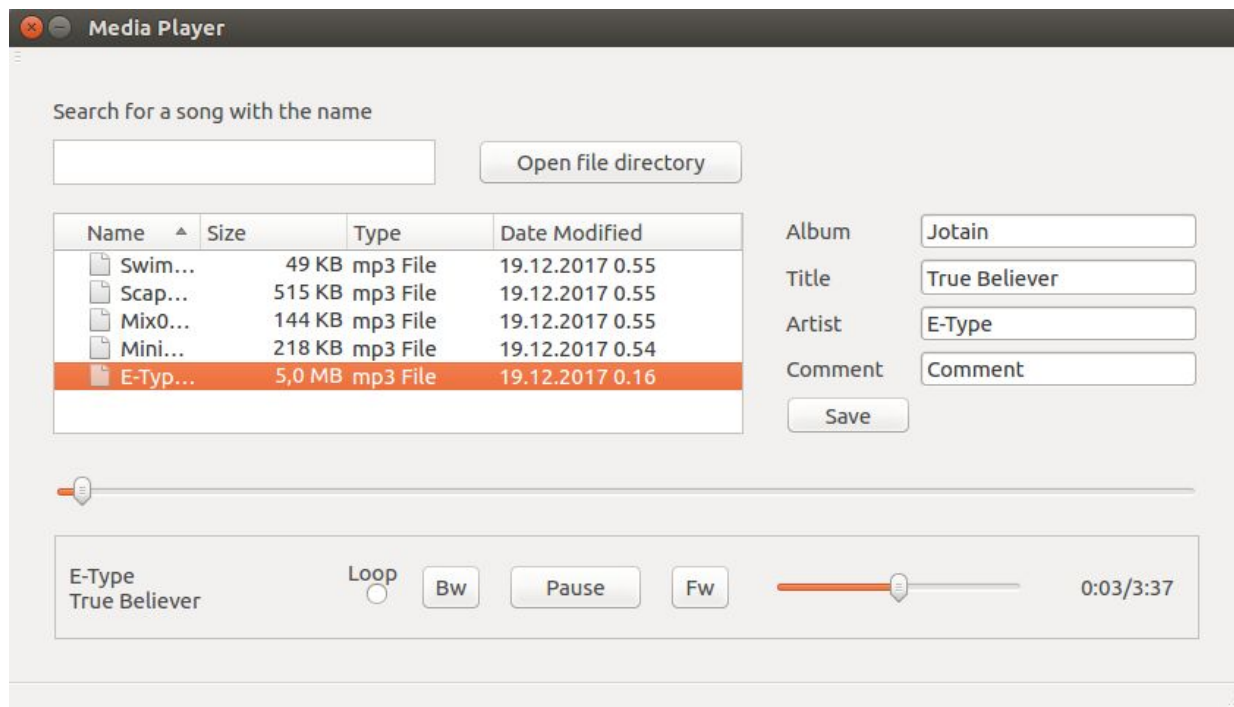 Media Player
Search for a song with the name
Open file directory
Name Size Type Date Modified
Swim... 49 KB mp3 File 19.12.2017 0.55
Scap... 515 KB mp3 File 19.12.2017 0.55
Mix0... 144 KB mp3 File 19.12.2017 0.55
Mini... 218 KB mp3 File 19.12.2017 0.54
E-Typ... 5,0 MB mp3 File 19.12.2017 0.16
Album Jotain
Title True Believer
Artist E-Type
Comment Comment
Save
E-Type
True Believer
Loop
Bw Pause Fw 0:03/3:37